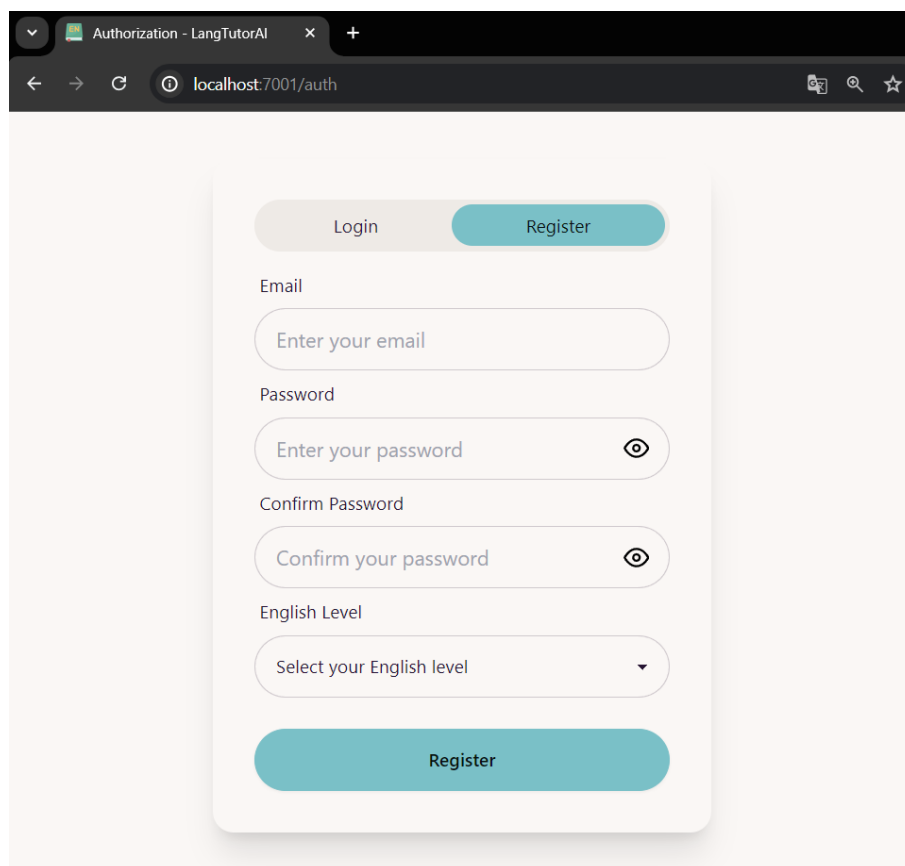 EN
Authorization - LangTutorAI
localhost:7001/auth
Login Register
Email
Enter your email
Password
Enter your password
Confirm Password
Confirm your password
English Level
Select your English level
Register